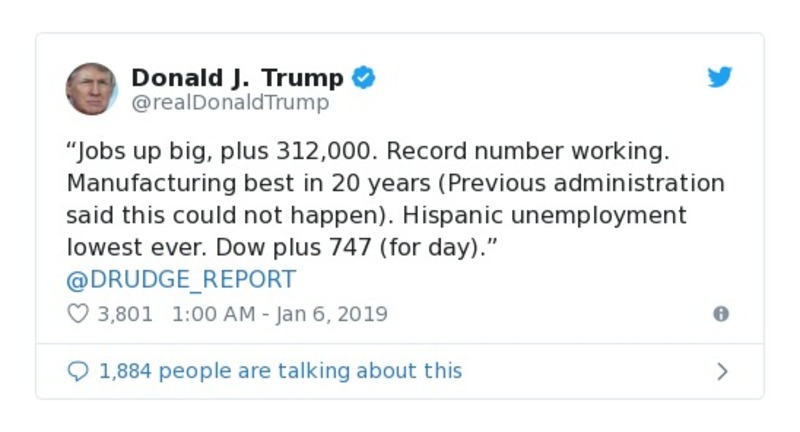 Donald J. Trump
@realDonaldTrump
“Jobs up big, plus 312,000. Record number working.
Manufacturing best in 20 years (Previous administration
said this could not happen). Hispanic unemployment
lowest ever. Dow plus 747 (for day).”
@DRUDGE_REPORT
3,801 1:00 AM - Jan 6, 2019
1,884 people are talking about this